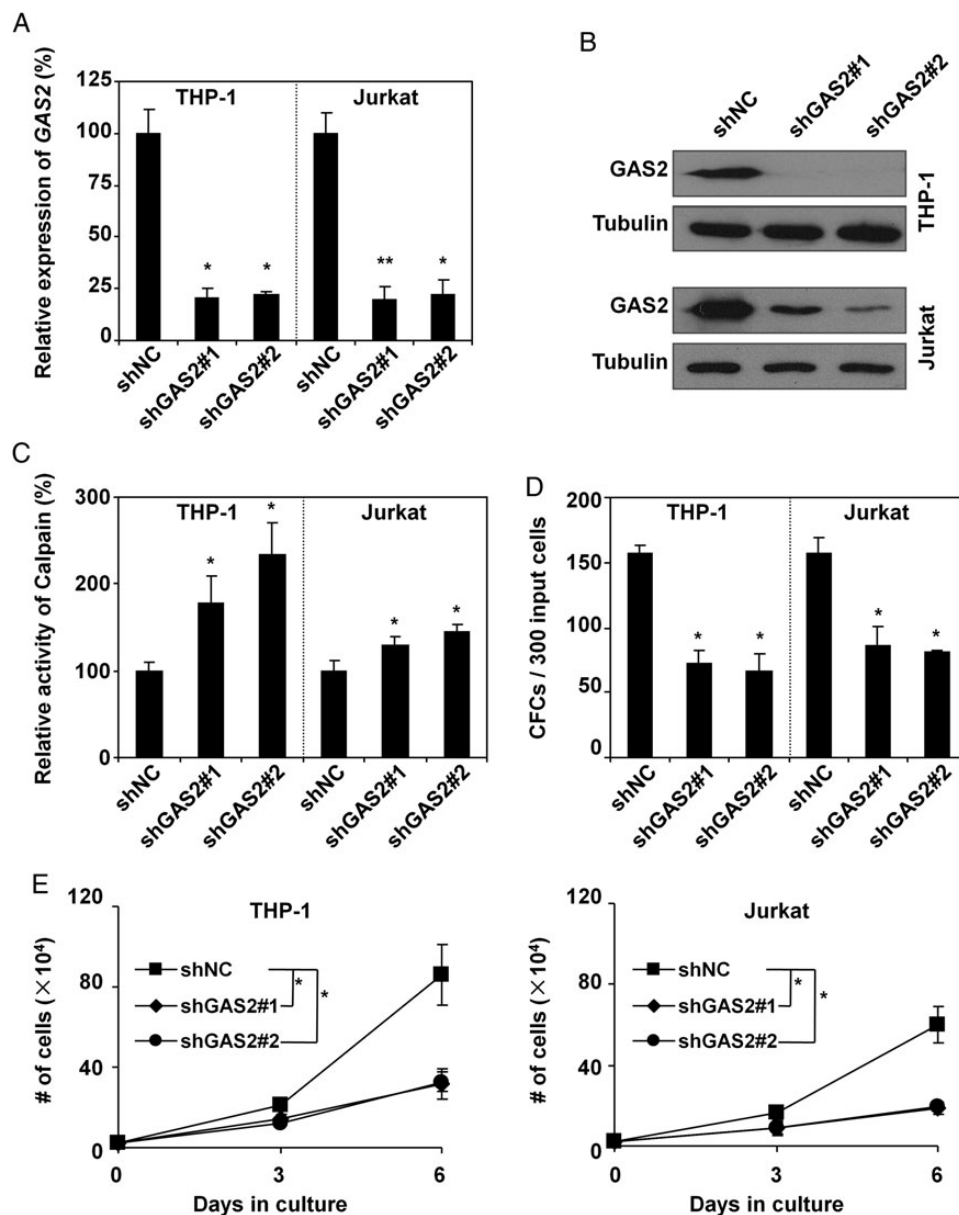 A
Relative expression of GAS2 (%)
125
100
75
50
25
0
THP-1
Jurkat
*
*
**
*
shNC
shGAS2#1
shGAS2#2
shNC
shGAS2#1
shGAS2#2
B
shNC
shGAS2#1
shGAS2#2
GAS2
Tubulin
THP-1
GAS2
Tubulin
Jurkat
C
Relative activity of Calpain (%)
300
200
100
0
THP-1
Jurkat
*
*
*
*
shNC
shGAS2#1
shGAS2#2
shNC
shGAS2#1
shGAS2#2
D
CFCs / 300 input cells
200
150
100
50
0
THP-1
Jurkat
*
*
*
*
shNC
shGAS2#1
shGAS2#2
shNC
shGAS2#1
shGAS2#2
E
THP-1
# of cells (×10⁴)
120
80
40
0
shNC
shGAS2#1
shGAS2#2
*
*
0
3
6
Days in culture
Jurkat
# of cells (×10⁴)
120
80
40
0
shNC
shGAS2#1
shGAS2#2
*
*
0
3
6
Days in culture